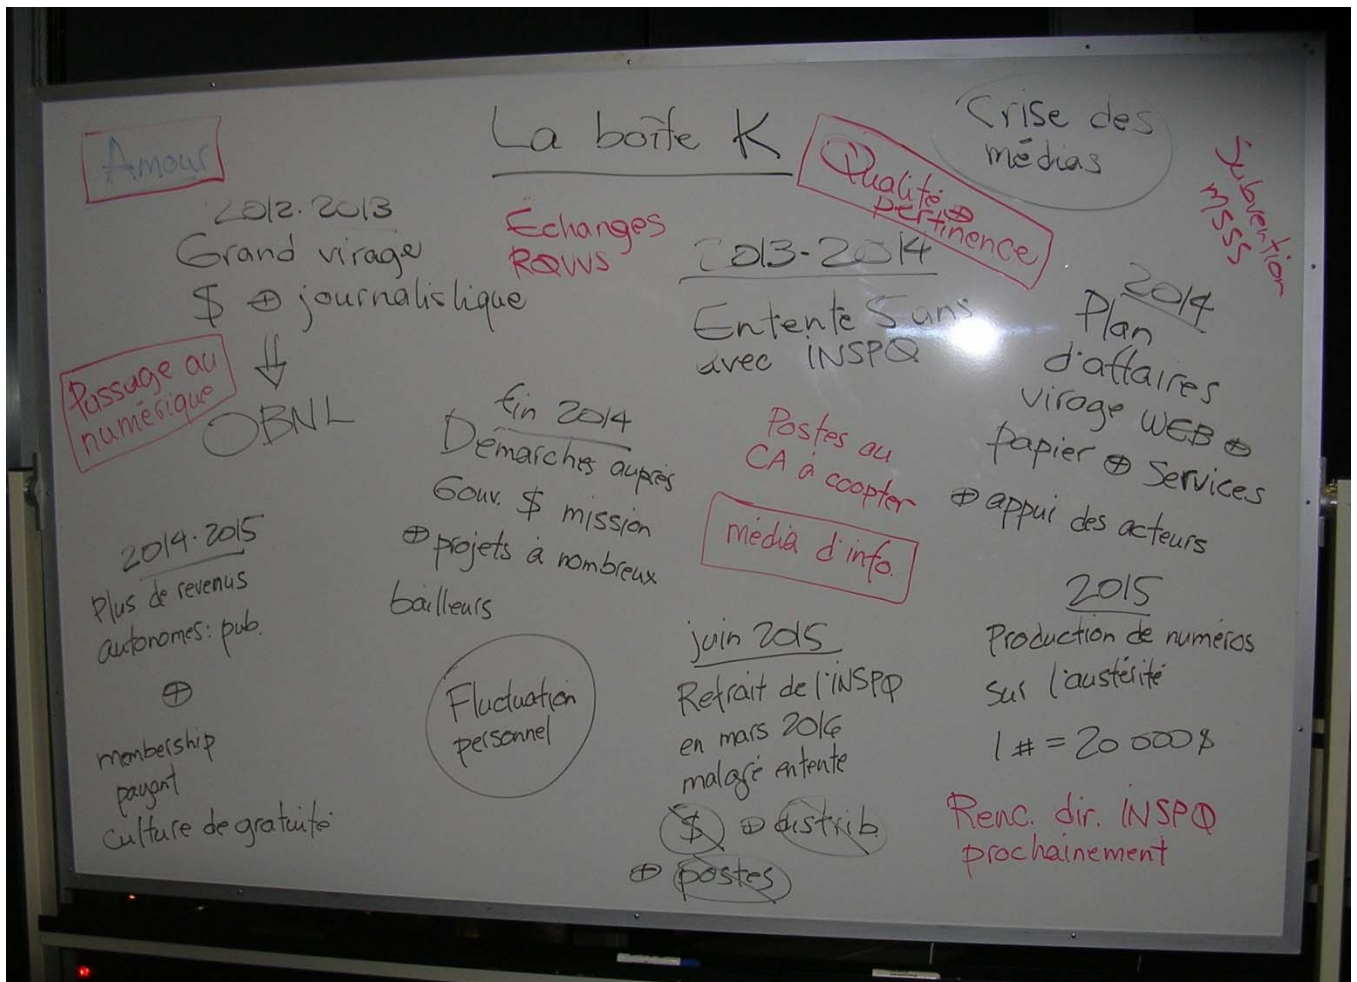 La boîte K
Amour
2012-2013
Grand virage
$ ⊕ journalistique
⇓
OBNL
Échanges
RQVVS
Qualité ⊕
pertinence
Crise des
médias
Subvention
MSSS
2013-2014
Entente 5 ans
avec INSPQ
2014
Plan
d'affaires
virage WEB ⊕
papier ⊕ Services
⊕ appui des acteurs
Passage au
numérique
fin 2014
Démarches auprès
Gouv. $ mission
⊕ projets à nombreux
bailleurs
Postes au
CA à coopter
média d'info.
2014-2015
Plus de revenus
autonomes: pub.
⊕
membership
payant
Culture de gratuité
Fluctuation
personnel
juin 2015
Retrait de l'INSPQ
en mars 2016
malgré entente
$ ⊕ distrib
⊕ postes
2015
Production de numéros
sur l'austérité
1 # = 20 000 $
Renc. dir. INSPQ
prochainement